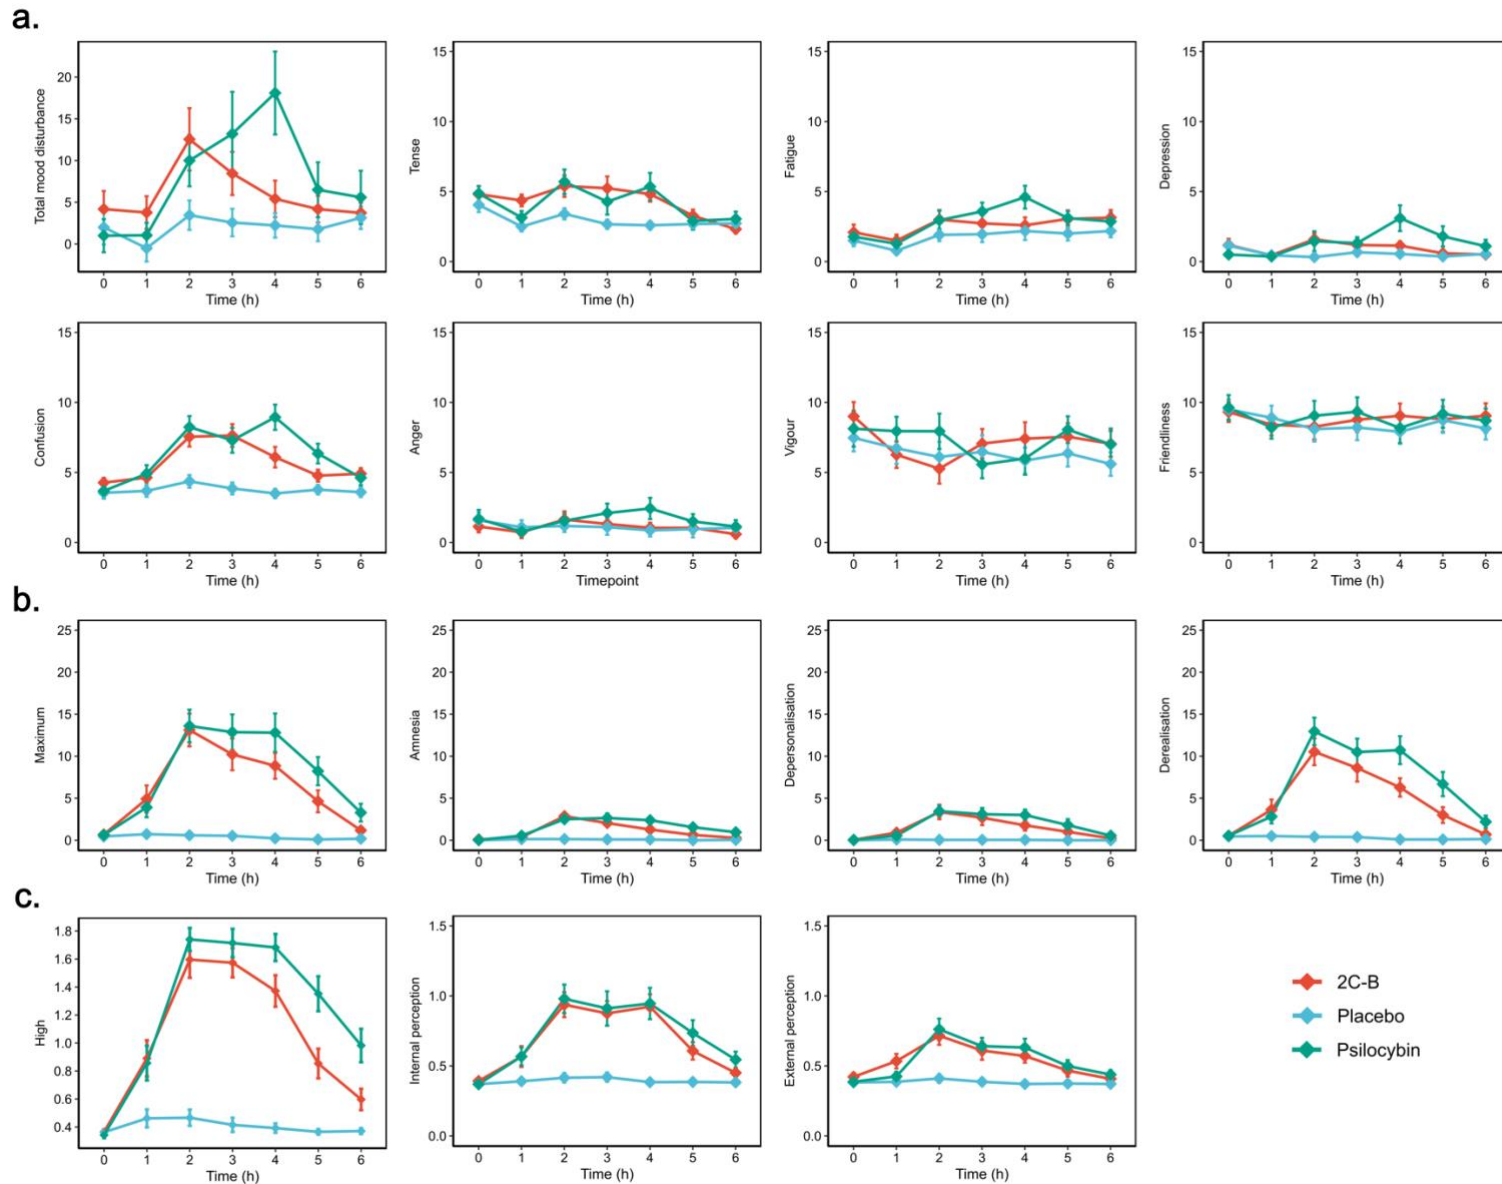 a.
Total mood disturbance
20
15
10
5
0
0 1 2 3 4 5 6
Time (h)
Tense
15
10
5
0
0 1 2 3 4 5 6
Time (h)
Fatigue
15
10
5
0
0 1 2 3 4 5 6
Time (h)
Depression
15
10
5
0
0 1 2 3 4 5 6
Time (h)
Confusion
15
10
5
0
0 1 2 3 4 5 6
Time (h)
Anger
15
10
5
0
0 1 2 3 4 5 6
Timepoint
Vigour
15
10
5
0
0 1 2 3 4 5 6
Time (h)
Friendliness
15
10
5
0
0 1 2 3 4 5 6
Time (h)
b.
Maximum
25
20
15
10
5
0
0 1 2 3 4 5 6
Time (h)
Amnesia
25
20
15
10
5
0
0 1 2 3 4 5 6
Time (h)
Depersonalisation
25
20
15
10
5
0
0 1 2 3 4 5 6
Time (h)
Derealisation
25
20
15
10
5
0
0 1 2 3 4 5 6
Time (h)
c.
High
1.8
1.6
1.4
1.2
1.0
0.8
0.6
0.4
0 1 2 3 4 5 6
Time (h)
Internal perception
1.5
1.0
0.5
0.0
0 1 2 3 4 5 6
Time (h)
External perception
1.5
1.0
0.5
0.0
0 1 2 3 4 5 6
Time (h)
2C-B
Placebo
Psilocybin